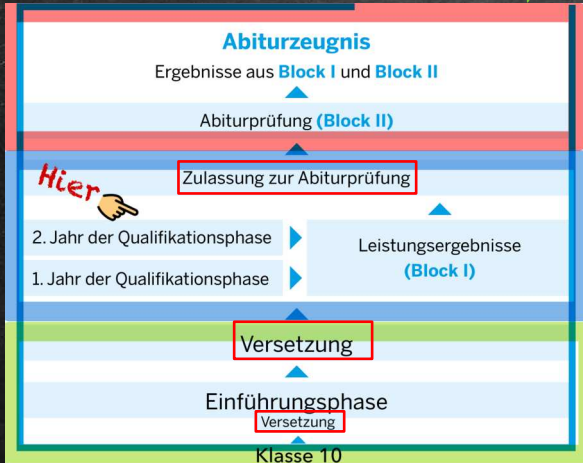 Abiturzeugnis
Ergebnisse aus Block I und Block II
Abiturprüfung (Block II)
Zulassung zur Abiturprüfung
Hier
2. Jahr der Qualifikationsphase
1. Jahr der Qualifikationsphase
Leistungsergebnisse
(Block I)
Versetzung
Einführungsphase
Versetzung
Klasse 10